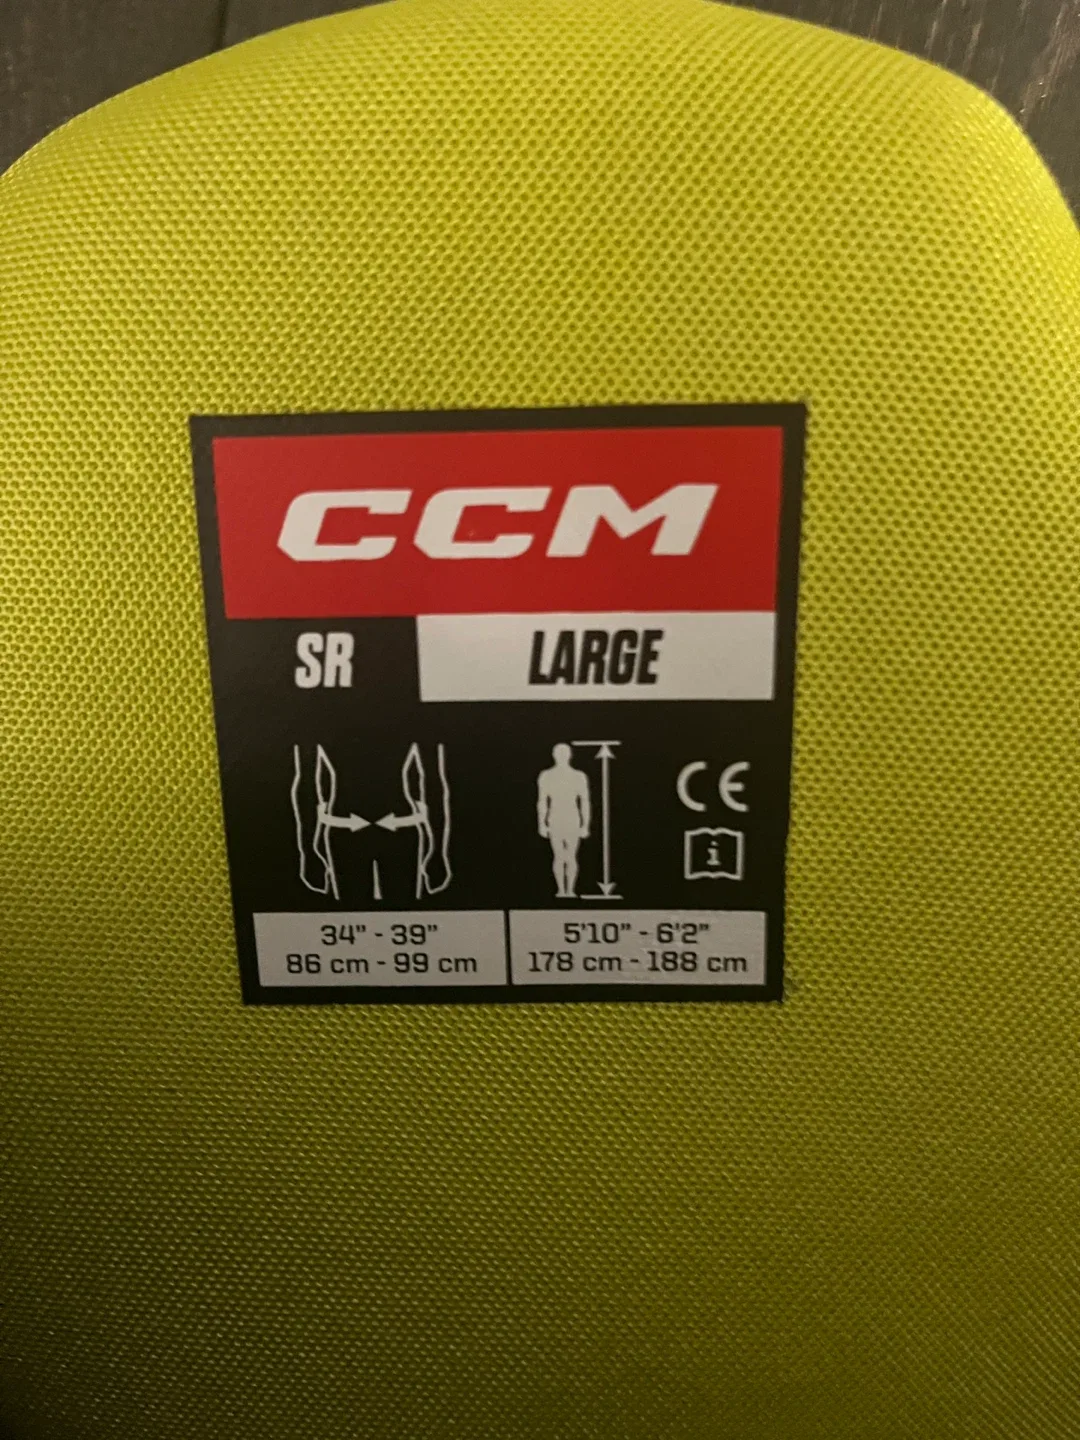 CCM
SR LARGE
CE
i
34" - 39" 5'10" - 6'2"
86 cm - 99 cm 178 cm - 188 cm